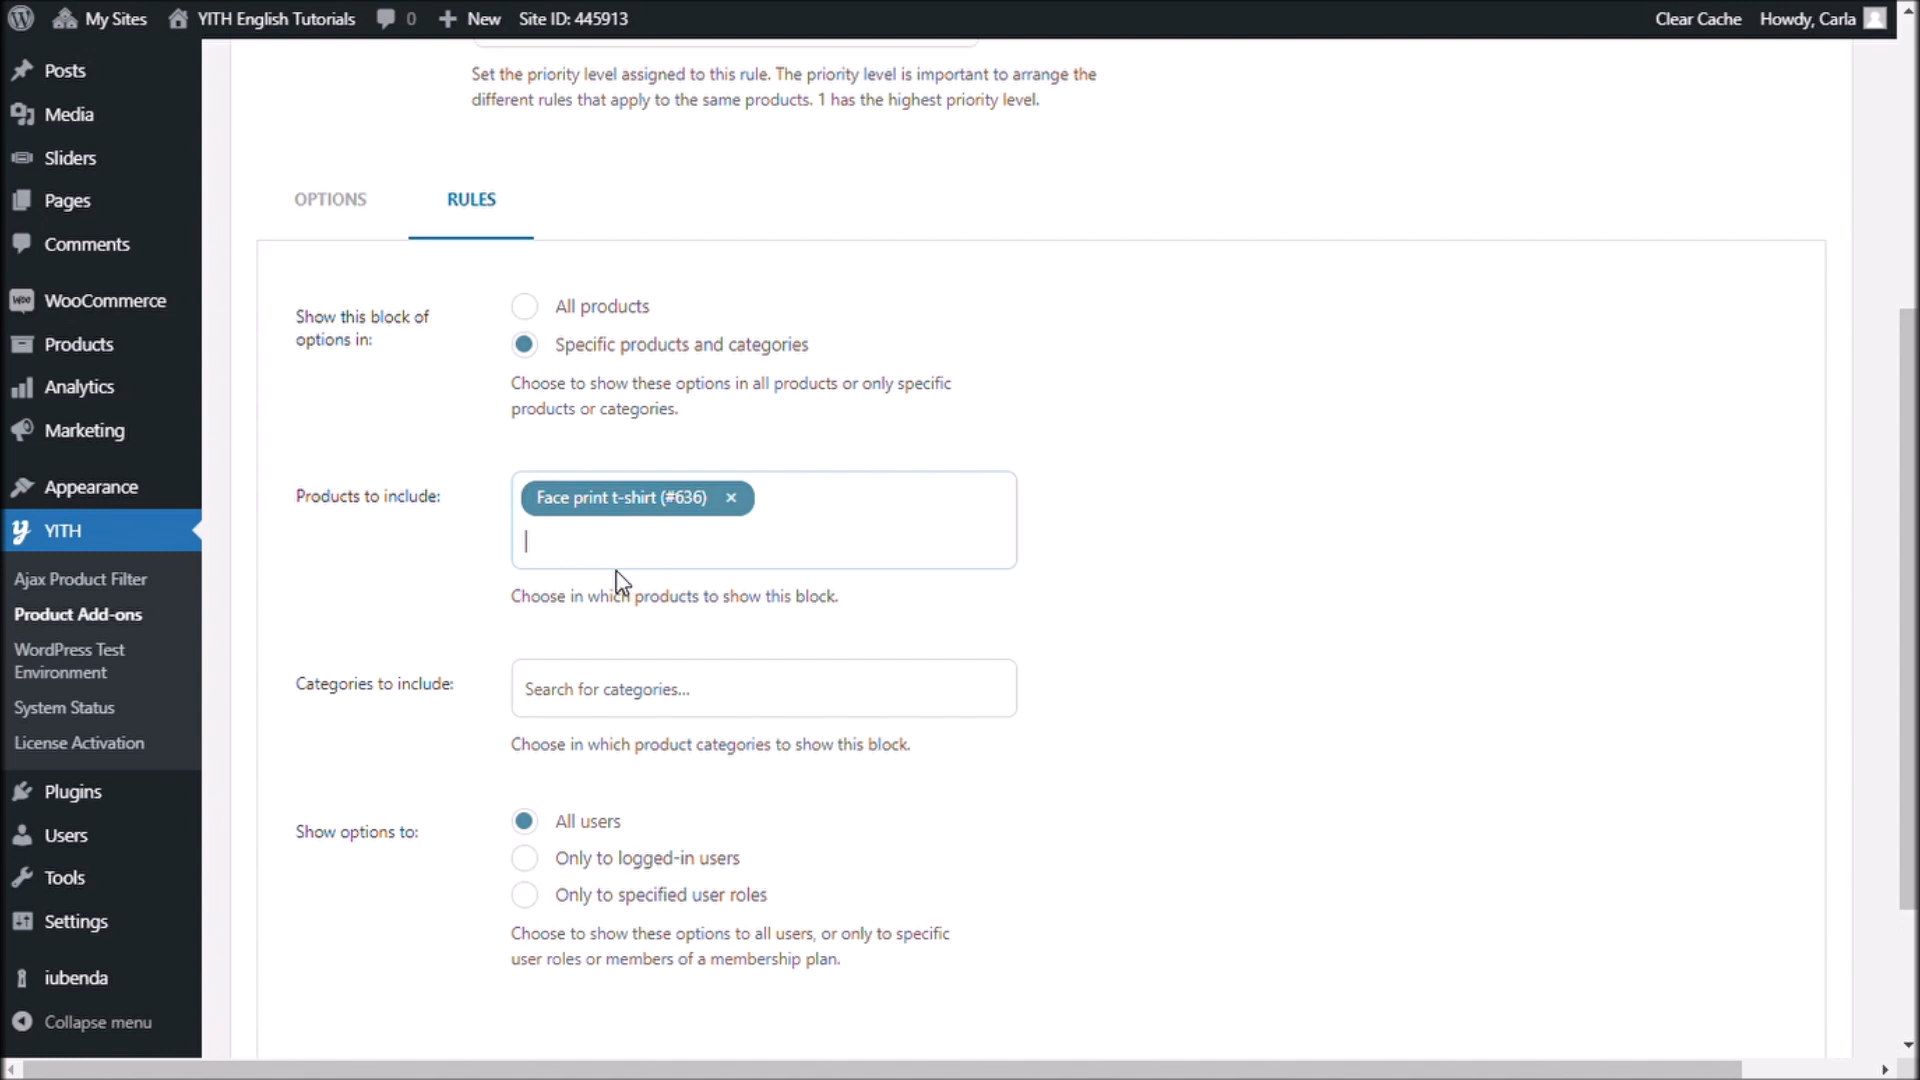 My Sites
YITH English Tutorials
0
New
Site ID: 445913
Clear Cache
Howdy, Carla
Posts
Media
Sliders
Pages
Comments
WooCommerce
Products
Analytics
Marketing
Appearance
YITH
Ajax Product Filter
Product Add-ons
WordPress Test
Environment
System Status
License Activation
Plugins
Users
Tools
Settings
iubenda
Collapse menu
Set the priority level assigned to this rule. The priority level is important to arrange the
different rules that apply to the same products. 1 has the highest priority level.
OPTIONS
RULES
Show this block of
options in:
All products
Specific products and categories
Choose to show these options in all products or only specific
products or categories.
Products to include:
Face print t-shirt (#636) ×
Choose in which products to show this block.
Categories to include:
Search for categories...
Choose in which product categories to show this block.
Show options to:
All users
Only to logged-in users
Only to specified user roles
Choose to show these options to all users, or only to specific
user roles or members of a membership plan.